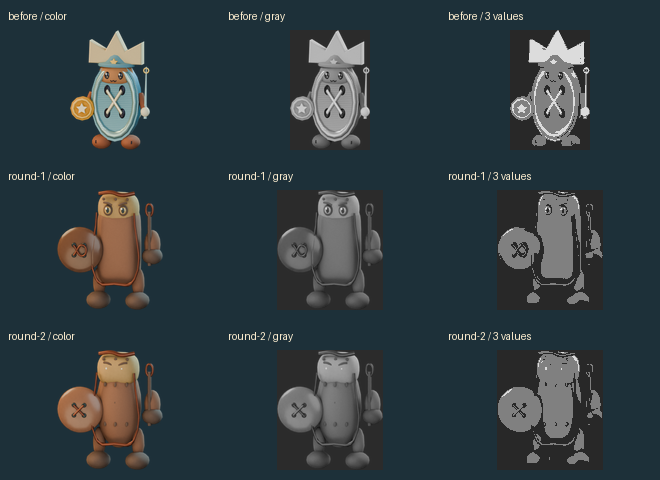 before / color
before / gray
before / 3 values
round-1 / color
round-1 / gray
round-1 / 3 values
round-2 / color
round-2 / gray
round-2 / 3 values